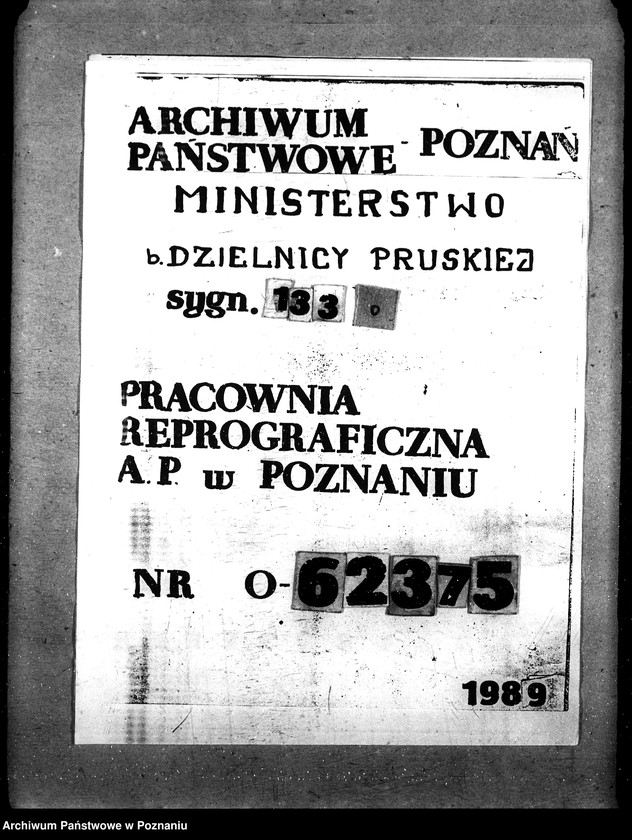 ARCHIWUM
PAŃSTWOWE - POZNAŃ
MINISTERSTWO
b. DZIELNICY PRUSKIEJ
sygn. 133
PRACOWNIA
REPROGRAFICZNA
A.P. w POZNANIU
NR O-62375
1989
Archiwum Państwowe w Poznaniu